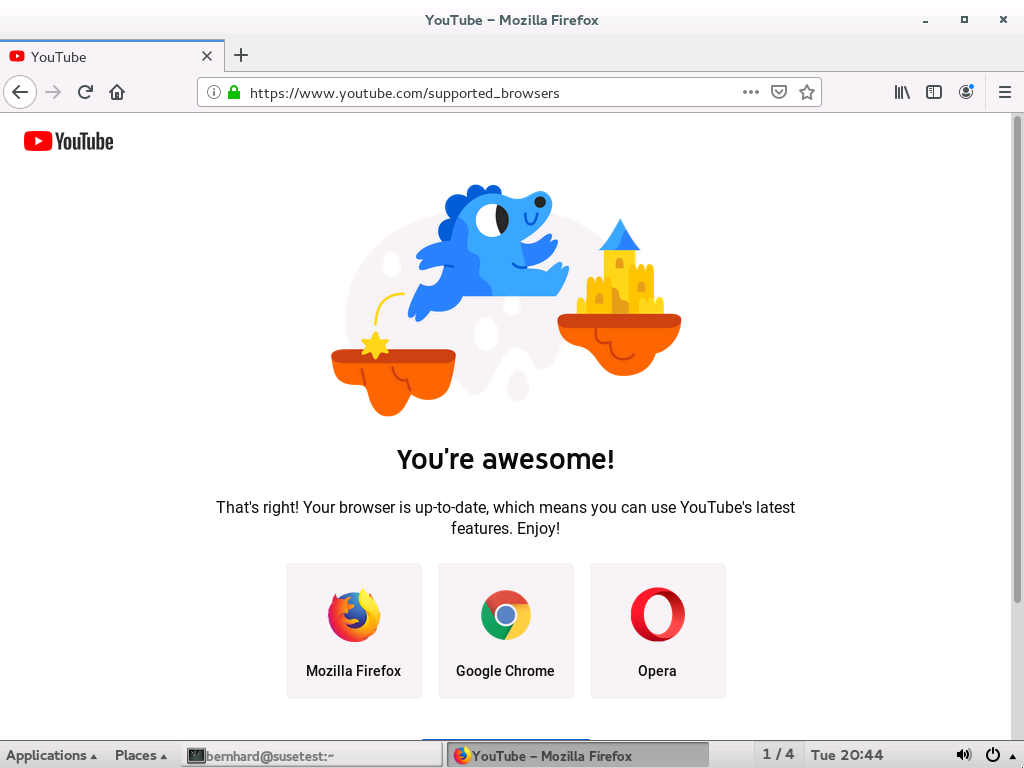 YouTube – Mozilla Firefox
YouTube
https://www.youtube.com/supported_browsers
YouTube
You're awesome!
That's right! Your browser is up-to-date, which means you can use YouTube's latest
features. Enjoy!
Mozilla Firefox
Google Chrome
Opera
Applications
Places
bernhard@susetest:~
YouTube – Mozilla Firefox
1 / 4
Tue 20:44